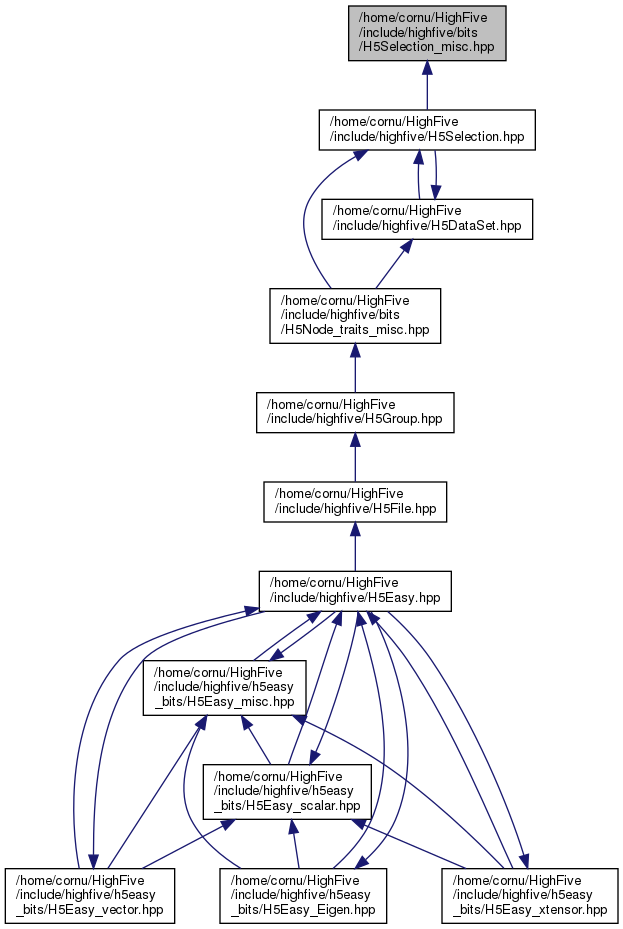 /home/cornu/HighFive
/include/highfive/bits
/H5Selection_misc.hpp
/home/cornu/HighFive
/include/highfive/H5Selection.hpp
/home/cornu/HighFive
/include/highfive/H5DataSet.hpp
/home/cornu/HighFive
/include/highfive/bits
/H5Node_traits_misc.hpp
/home/cornu/HighFive
/include/highfive/H5Group.hpp
/home/cornu/HighFive
/include/highfive/H5File.hpp
/home/cornu/HighFive
/include/highfive/H5Easy.hpp
/home/cornu/HighFive
/include/highfive/h5easy
_bits/H5Easy_misc.hpp
/home/cornu/HighFive
/include/highfive/h5easy
_bits/H5Easy_scalar.hpp
/home/cornu/HighFive
/include/highfive/h5easy
_bits/H5Easy_vector.hpp
/home/cornu/HighFive
/include/highfive/h5easy
_bits/H5Easy_Eigen.hpp
/home/cornu/HighFive
/include/highfive/h5easy
_bits/H5Easy_xtensor.hpp